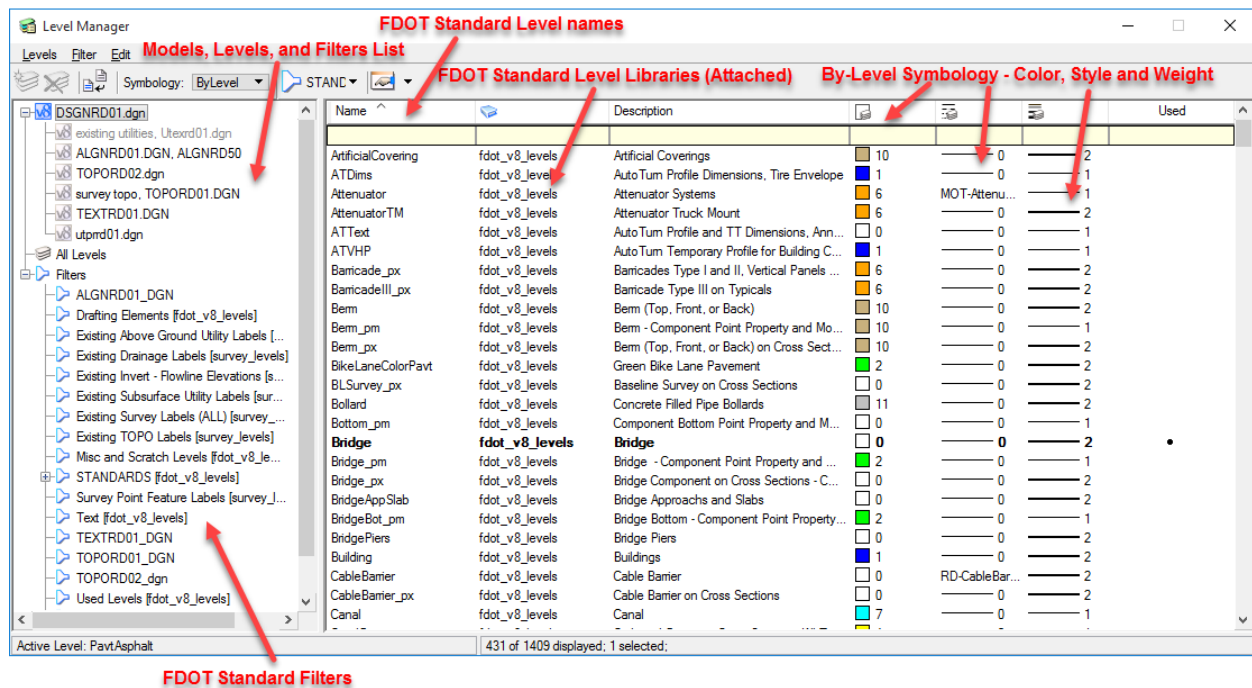 Level Manager
FDOT Standard Level names
Levels Filter Edit
Models, Levels, and Filters List
Symbology: ByLevel
STANE
FDOT Standard Level Libraries (Attached)
By-Level Symbology - Color, Style and Weight
DSGNRD01.dgn
existing utilities, Utexrd01.dgn
ALGNRD01.DGN, ALGNRD50
TOPORD02.dgn
survey topo, TOPORD01.DGN
TEXTRD01.DGN
utprrd01.dgn
All Levels
Filters
ALGNRD01_DGN
Drafting Elements [fdot_v8_levels]
Existing Above Ground Utility Labels [...
Existing Drainage Labels [survey_levels]
Existing Invert - Flowline Elevations [s...
Existing Subsurface Utility Labels [sur...
Existing Survey Labels (ALL) [survey_...
Existing TOPO Labels [survey_levels]
Misc and Scratch Levels [fdot_v8_le...
STANDARDS [fdot_v8_levels]
Survey Point Feature Labels [survey_l...
Text [fdot_v8_levels]
TEXTRD01_DGN
TOPORD01_DGN
TOPORD02_dgn
Used Levels [fdot_v8_levels]
Name Description Used
ArtificialCovering fdot_v8_levels Artificial Coverings 10 0 2
ATDims fdot_v8_levels AutoTurn Profile Dimensions, Tire Envelope 1 0 1
Attenuator fdot_v8_levels Attenuator Systems 6 MOT-Attenu... 1
AttenuatorTM fdot_v8_levels Attenuator Truck Mount 6 0 2
ATText fdot_v8_levels AutoTurn Profile and TT Dimensions, Ann... 0 0 1
ATVHP fdot_v8_levels AutoTurn Temporary Profile for Building C... 1 0 1
Barricade_px fdot_v8_levels Barricades Type I and II, Vertical Panels ... 6 0 2
BarricadeIII_px fdot_v8_levels Barricade Type III on Typicals 6 0 2
Berm fdot_v8_levels Berm (Top, Front, or Back) 10 0 2
Berm_pm fdot_v8_levels Berm - Component Point Property and Mo... 10 0 1
Berm_px fdot_v8_levels Berm (Top, Front, or Back) on Cross Sect... 10 0 2
BikeLaneColorPavt fdot_v8_levels Green Bike Lane Pavement 2 0 2
BLSurvey_px fdot_v8_levels Baseline Survey on Cross Sections 0 0 2
Bollard fdot_v8_levels Concrete Filled Pipe Bollards 11 0 2
Bottom_pm fdot_v8_levels Component Bottom Point Property and M... 0 0 1
Bridge fdot_v8_levels Bridge 0 0 2 •
Bridge_pm fdot_v8_levels Bridge - Component Point Property and ... 2 0 1
Bridge_px fdot_v8_levels Bridge Component on Cross Sections - C... 0 0 2
BridgeAppSlab fdot_v8_levels Bridge Approachs and Slabs 0 0 2
BridgeBot_pm fdot_v8_levels Bridge Bottom - Component Point Property... 2 0 1
BridgePiers fdot_v8_levels Bridge Piers 0 0 2
Building fdot_v8_levels Buildings 1 0 2
CableBarrier fdot_v8_levels Cable Barrier 0 RD-CableBar... 2
CableBarrier_px fdot_v8_levels Cable Barrier on Cross Sections 0 0 2
Canal fdot_v8_levels Canal 7 0 1
Active Level: PavtAsphalt
431 of 1409 displayed; 1 selected;
FDOT Standard Filters